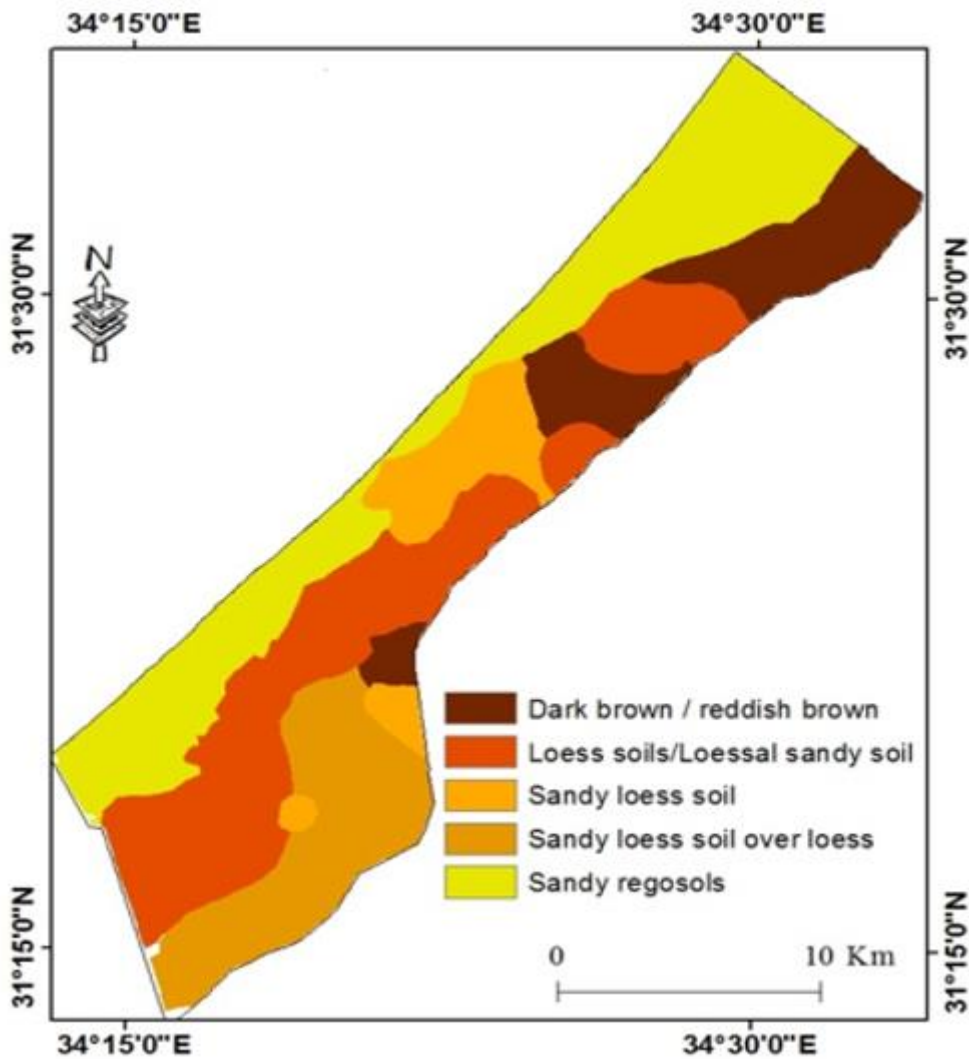 34°15'0"E
34°30'0"E
31°30'0"N
N
31°30'0"N
Dark brown / reddish brown
Loess soils/Loessal sandy soil
Sandy loess soil
Sandy loess soil over loess
Sandy regosols
31°15'0"N
0
10 Km
31°15'0"N
34°15'0"E
34°30'0"E